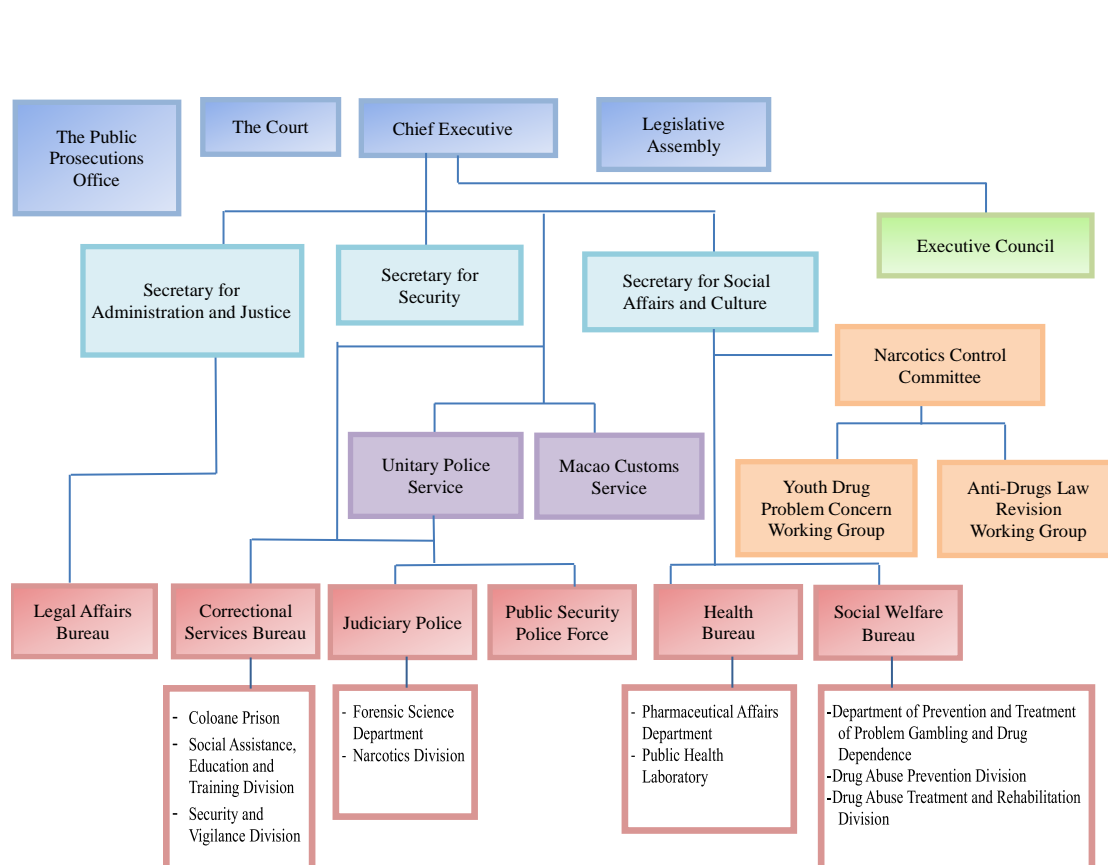 The Public
Prosecutions
Office
The Court
Chief Executive
Legislative
Assembly
Executive Council
Secretary for
Administration and Justice
Secretary for
Security
Secretary for Social
Affairs and Culture
Narcotics Control
Committee
Unitary Police
Service
Macao Customs
Service
Youth Drug
Problem Concern
Working Group
Anti-Drugs Law
Revision
Working Group
Legal Affairs
Bureau
Correctional
Services Bureau
Judiciary Police
Public Security
Police Force
Health
Bureau
Social Welfare
Bureau
- Coloane Prison
- Social Assistance,
Education and
Training Division
- Security and
Vigilance Division
- Forensic Science
Department
- Narcotics Division
- Pharmaceutical Affairs
Department
- Public Health
Laboratory
-Department of Prevention and Treatment
of Problem Gambling and Drug
Dependence
-Drug Abuse Prevention Division
-Drug Abuse Treatment and Rehabilitation
Division